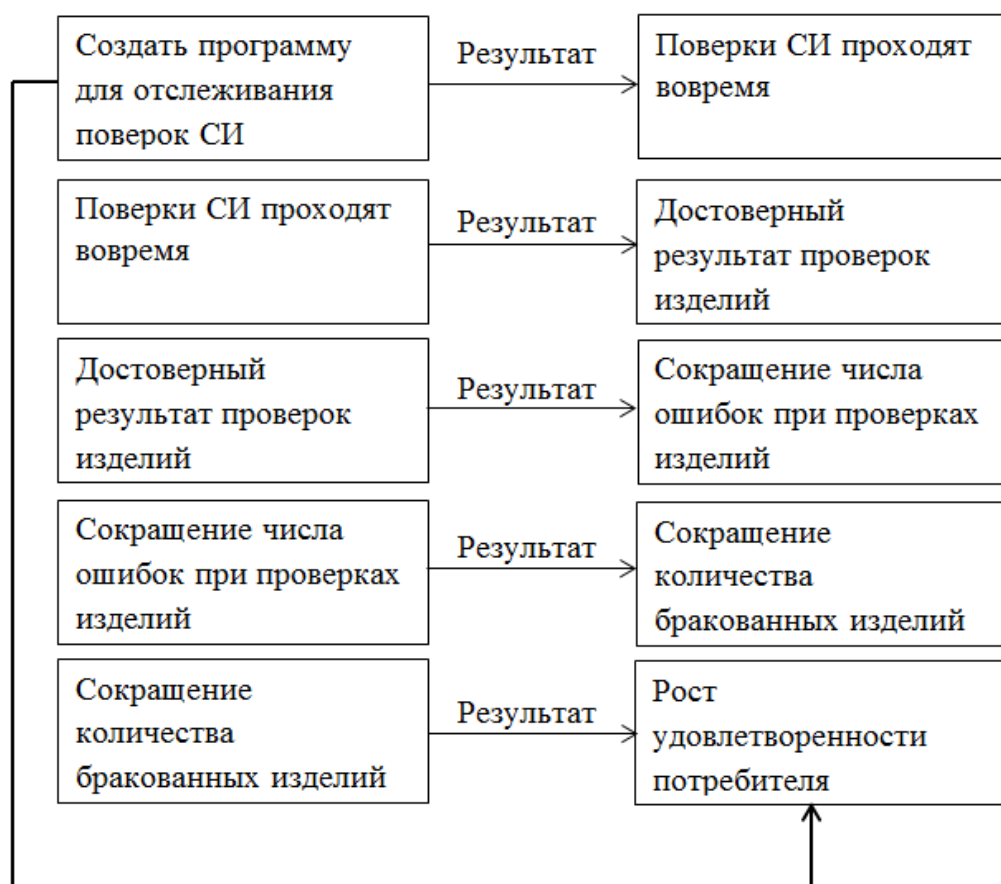 Создать программу
для отслеживания
поверок СИ
Результат
Поверки СИ проходят
вовремя
Поверки СИ проходят
вовремя
Результат
Достоверный
результат проверок
изделий
Достоверный
результат проверок
изделий
Результат
Сокращение числа
ошибок при проверках
изделий
Сокращение числа
ошибок при проверках
изделий
Результат
Сокращение
количества
бракованных изделий
Сокращение
количества
бракованных изделий
Результат
Рост
удовлетворенности
потребителя